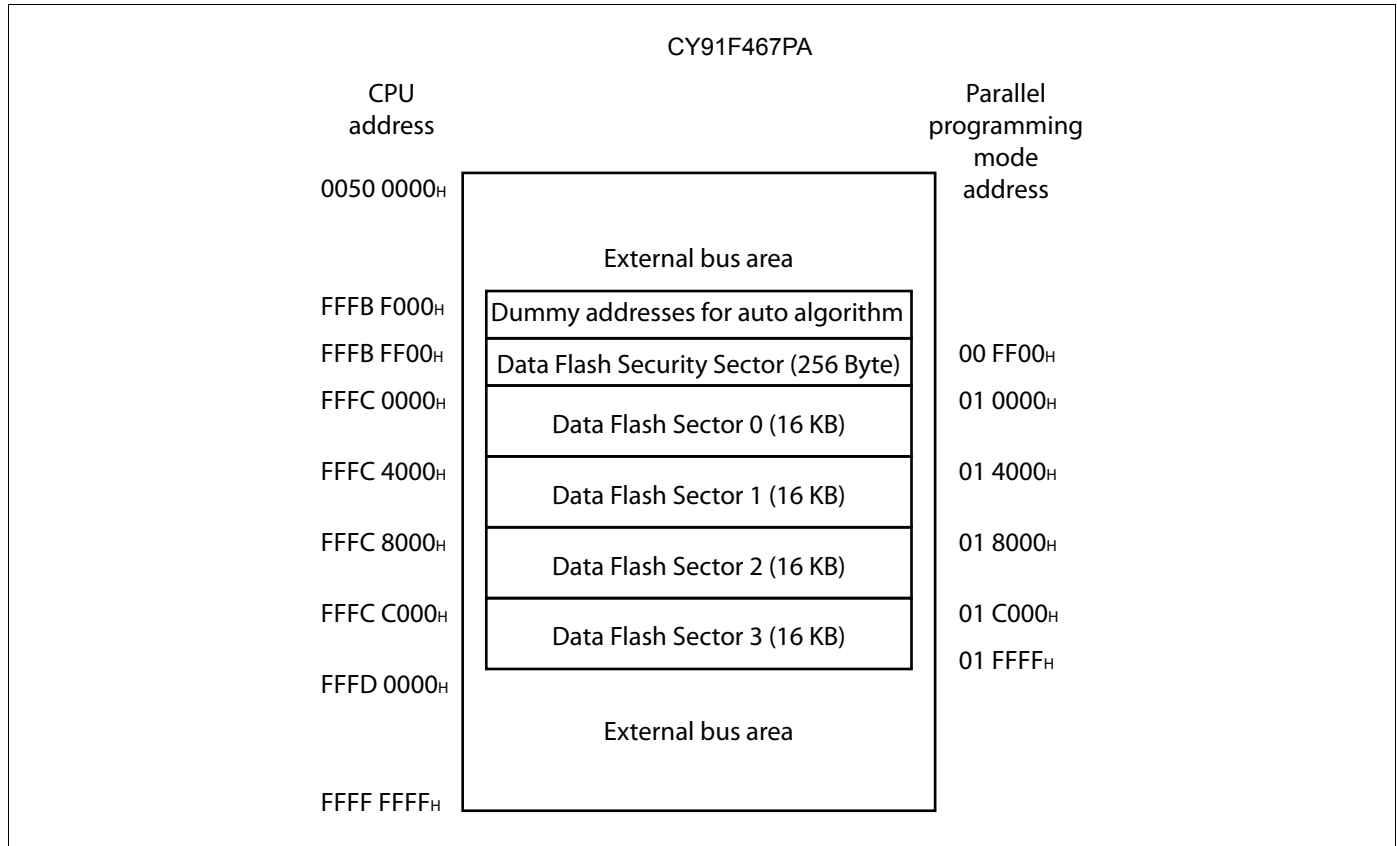 CY91F467PA
CPU
address
Parallel
programming
mode
address
0050 0000H
External bus area
FFFB F000H
Dummy addresses for auto algorithm
FFFB FF00H
Data Flash Security Sector (256 Byte)
00 FF00H
FFFC 0000H
Data Flash Sector 0 (16 KB)
01 0000H
FFFC 4000H
Data Flash Sector 1 (16 KB)
01 4000H
FFFC 8000H
Data Flash Sector 2 (16 KB)
01 8000H
FFFC C000H
Data Flash Sector 3 (16 KB)
01 C000H
01 FFFFH
FFFD 0000H
External bus area
FFFF FFFFH